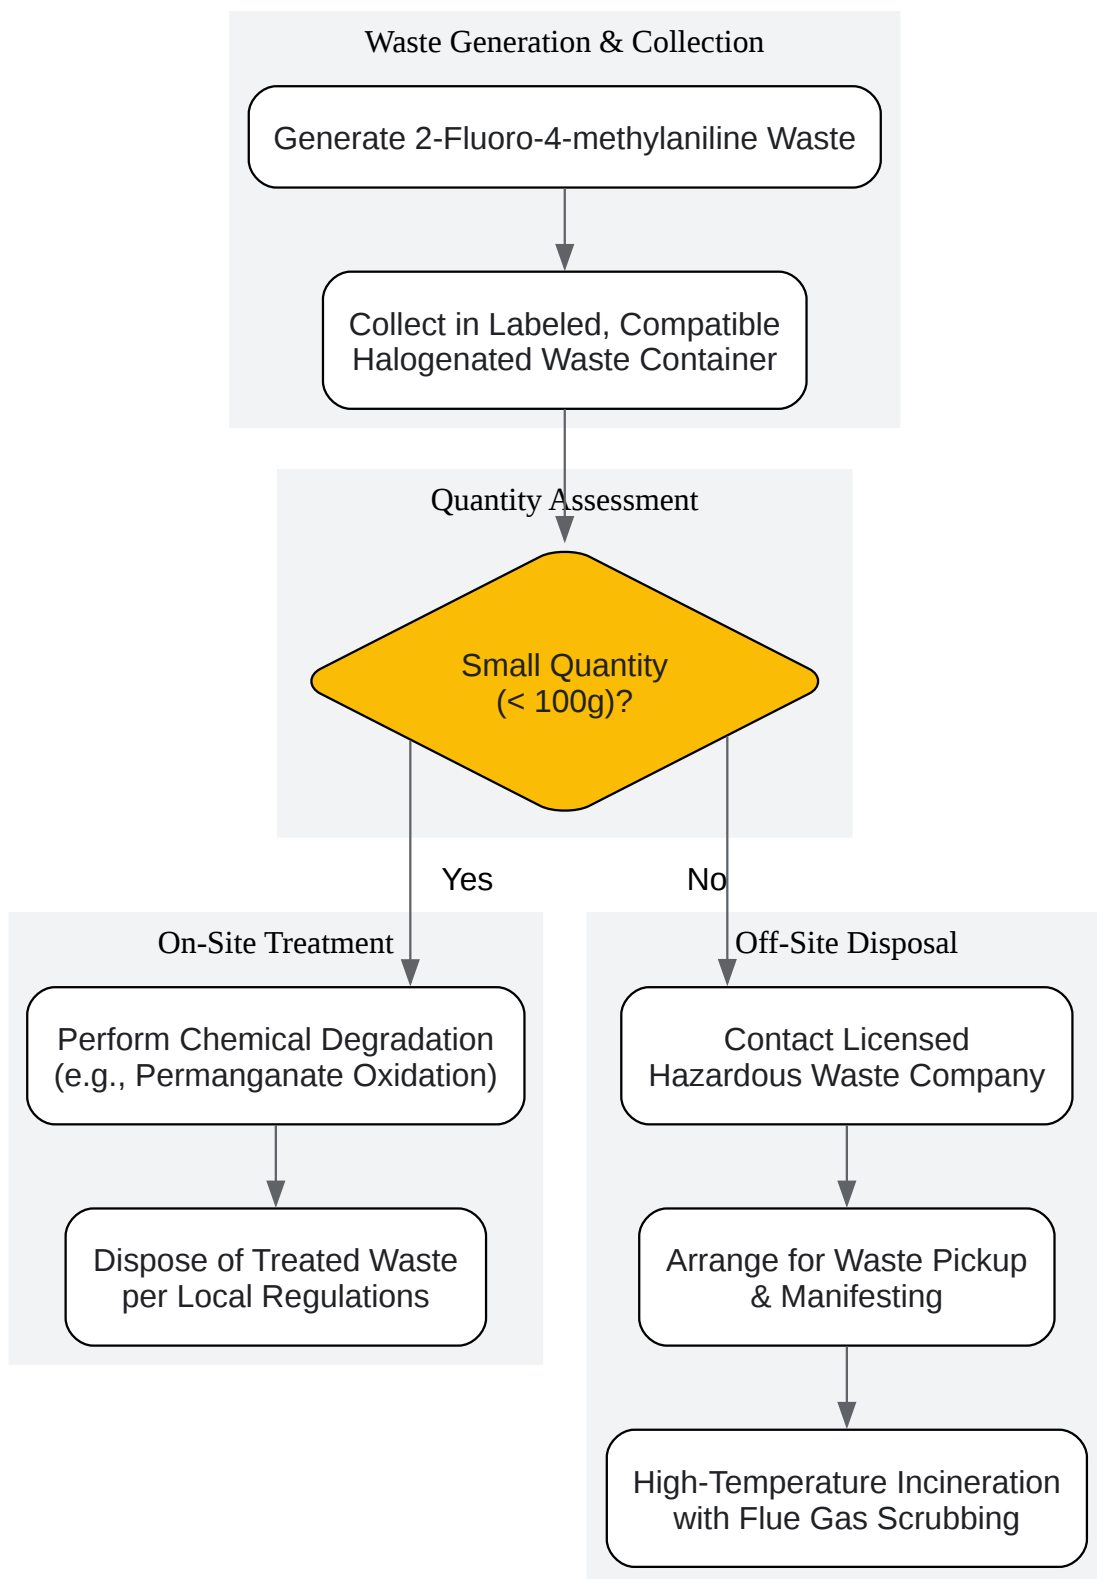 Waste Generation & Collection
Generate 2-Fluoro-4-methylaniline Waste
Collect in Labeled, Compatible
Halogenated Waste Container
Quantity Assessment
Small Quantity
(< 100g)?
Yes
No
On-Site Treatment
Perform Chemical Degradation
(e.g., Permanganate Oxidation)
Dispose of Treated Waste
per Local Regulations
Off-Site Disposal
Contact Licensed
Hazardous Waste Company
Arrange for Waste Pickup
& Manifesting
High-Temperature Incineration
with Flue Gas Scrubbing